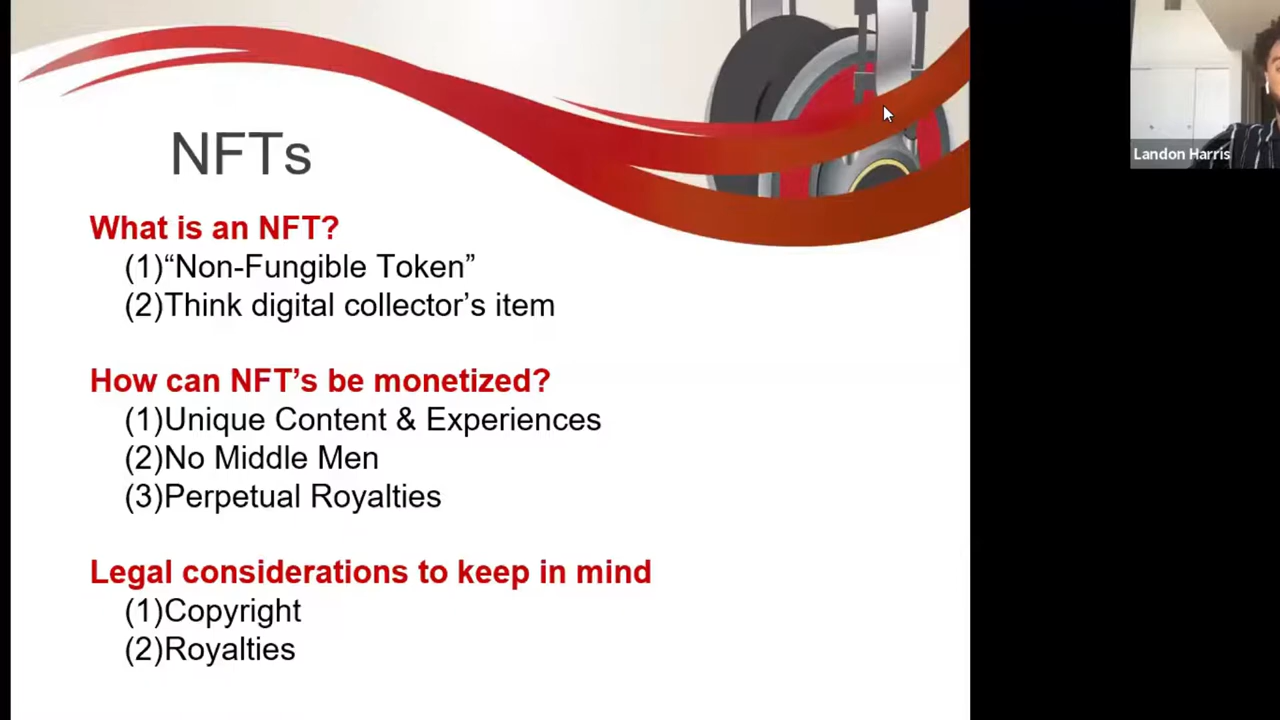 NFTs
What is an NFT?
(1)“Non-Fungible Token”
(2)Think digital collector’s item
How can NFT’s be monetized?
(1)Unique Content & Experiences
(2)No Middle Men
(3)Perpetual Royalties
Legal considerations to keep in mind
(1)Copyright
(2)Royalties
Landon Harris